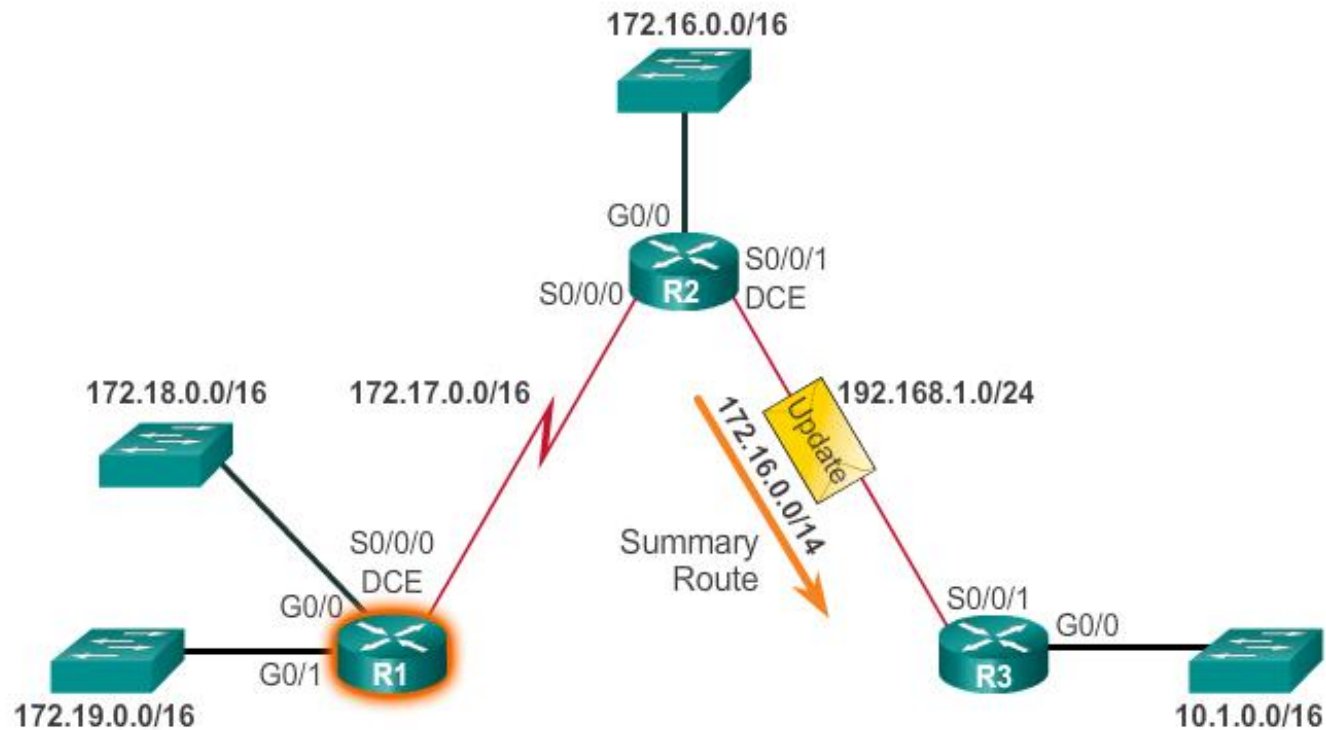 172.16.0.0/16
G0/0
S0/0/1
R2
S0/0/0
DCE
172.18.0.0/16
172.17.0.0/16
192.168.1.0/24
Update
172.16.0.0/14
Summary
Route
S0/0/0
DCE
G0/0
S0/0/1
G0/0
G0/1
R1
R3
172.19.0.0/16
10.1.0.0/16